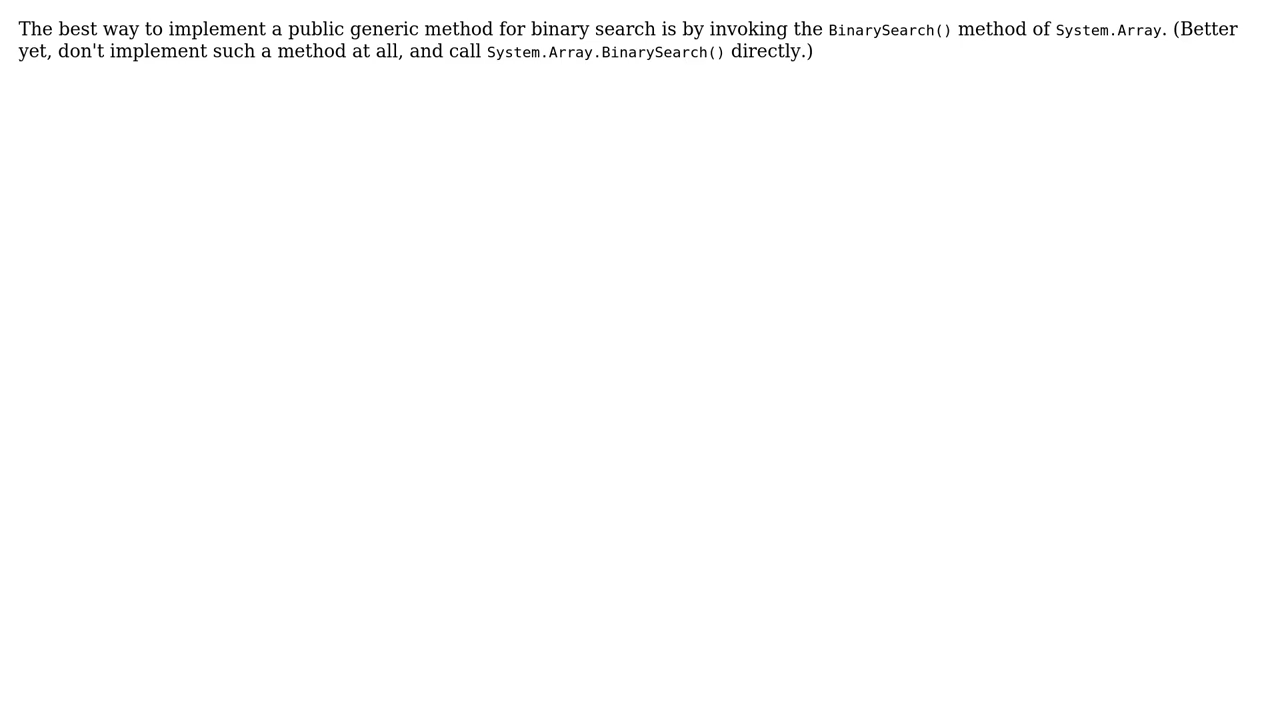 The best way to implement a public generic method for binary search is by invoking the BinarySearch() method of System.Array. (Better
yet, don't implement such a method at all, and call System.Array.BinarySearch() directly.)